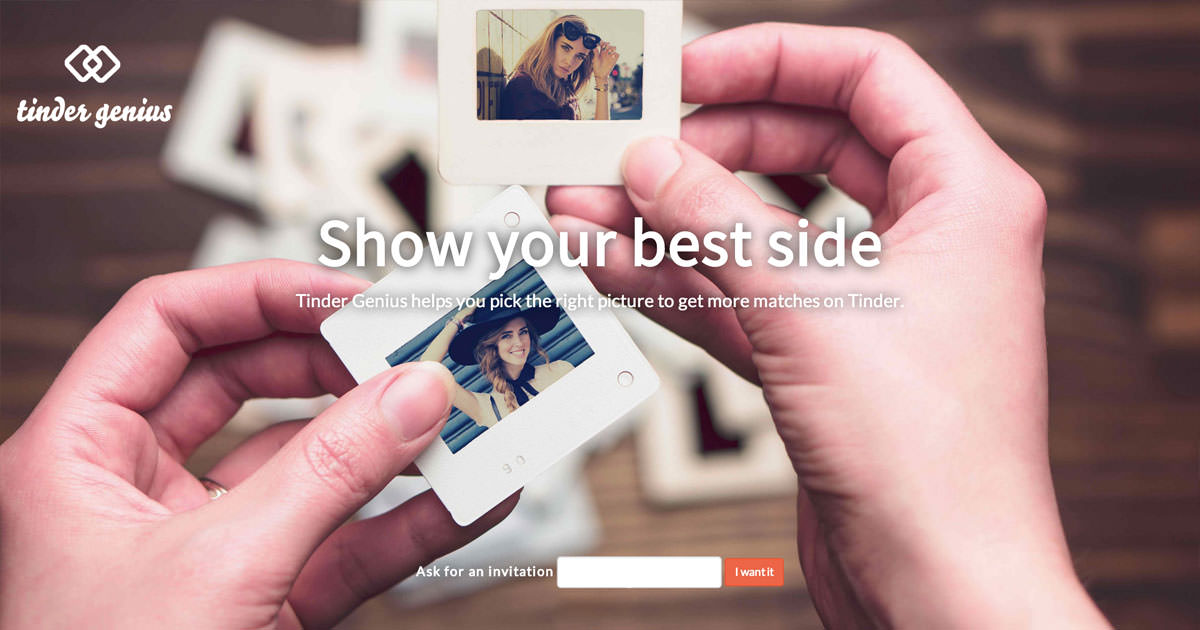 tinder genius
Show your best side
Tinder Genius helps you pick the right picture to get more matches on Tinder.
90
Ask for an invitation
I want it